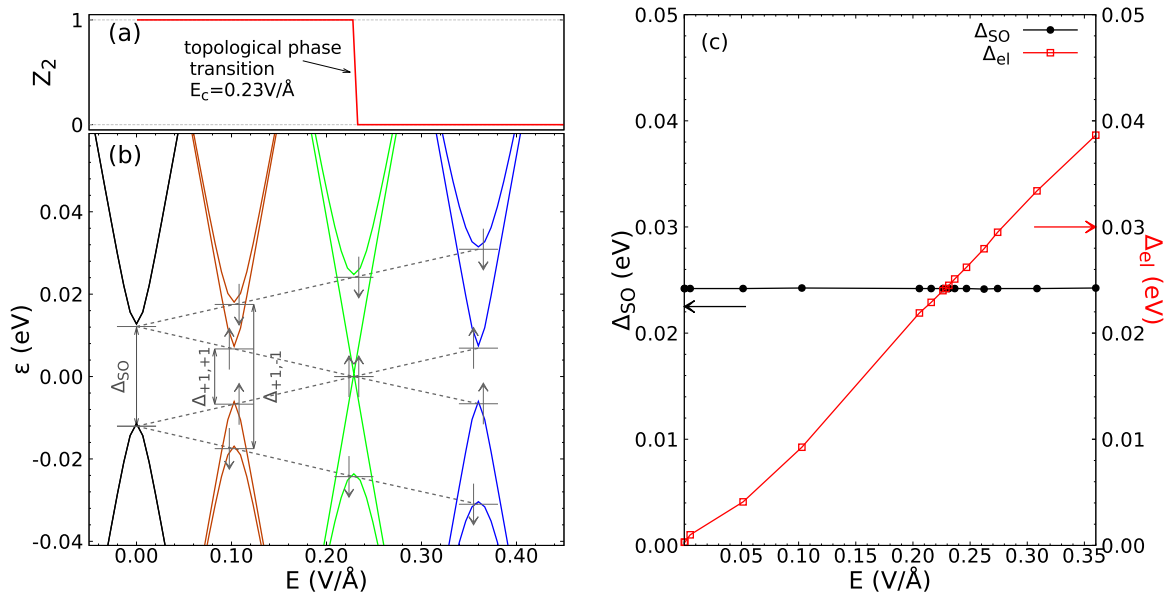 (a)
1
0
Z2
topological phase
transition
Ec=0.23V/Å
(b)
0.04
0.02
0.00
-0.02
-0.04
ε (eV)
ΔSO
Δ+1,+1
Δ+1,-1
0.00 0.10 0.20 0.30 0.40
E (V/Å)
(c)
ΔSO
Δel
0.05
0.04
0.03
0.02
0.01
0.00
ΔSO (eV)
0.05
0.04
0.03
0.02
0.01
0.00
Δel (eV)
0.00 0.05 0.10 0.15 0.20 0.25 0.30 0.35
E (V/Å)